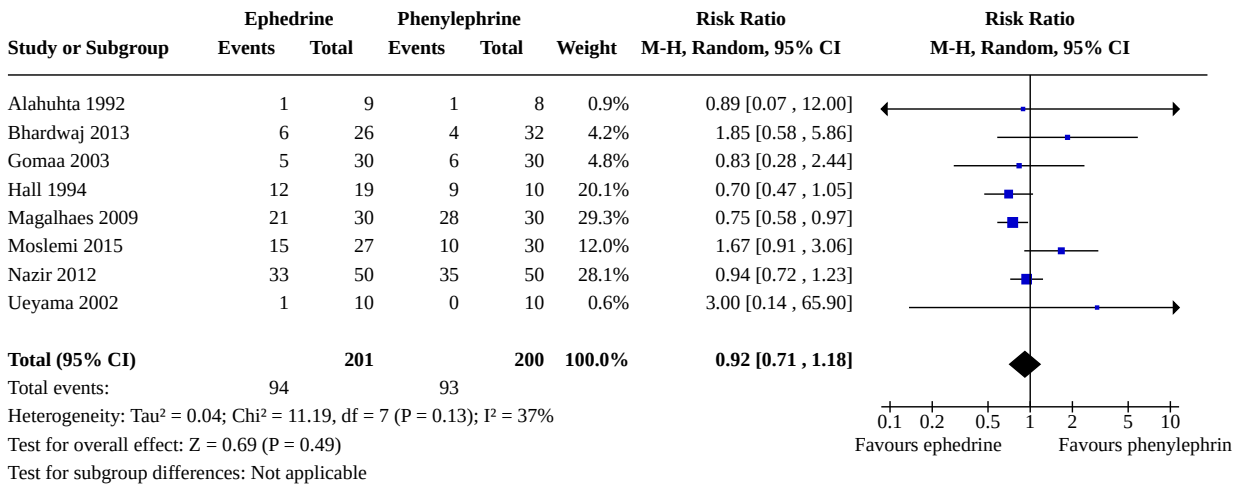 Ephedrine Phenylephrine Risk Ratio Risk Ratio
Study or Subgroup Events Total Events Total Weight M-H, Random, 95% CI M-H, Random, 95% CI
Alahuhta 1992 1 9 1 8 0.9% 0.89 [0.07 , 12.00]
Bhardwaj 2013 6 26 4 32 4.2% 1.85 [0.58 , 5.86]
Gomaa 2003 5 30 6 30 4.8% 0.83 [0.28 , 2.44]
Hall 1994 12 19 9 10 20.1% 0.70 [0.47 , 1.05]
Magalhaes 2009 21 30 28 30 29.3% 0.75 [0.58 , 0.97]
Moslemi 2015 15 27 10 30 12.0% 1.67 [0.91 , 3.06]
Nazir 2012 33 50 35 50 28.1% 0.94 [0.72 , 1.23]
Ueyama 2002 1 10 0 10 0.6% 3.00 [0.14 , 65.90]
Total (95% CI) 201 200 100.0% 0.92 [0.71 , 1.18]
Total events: 94 93
Heterogeneity: Tau² = 0.04; Chi² = 11.19, df = 7 (P = 0.13); I² = 37%
0.1 0.2 0.5 1 2 5 10
Test for overall effect: Z = 0.69 (P = 0.49) Favours ephedrine Favours phenylephrin
Test for subgroup differences: Not applicable